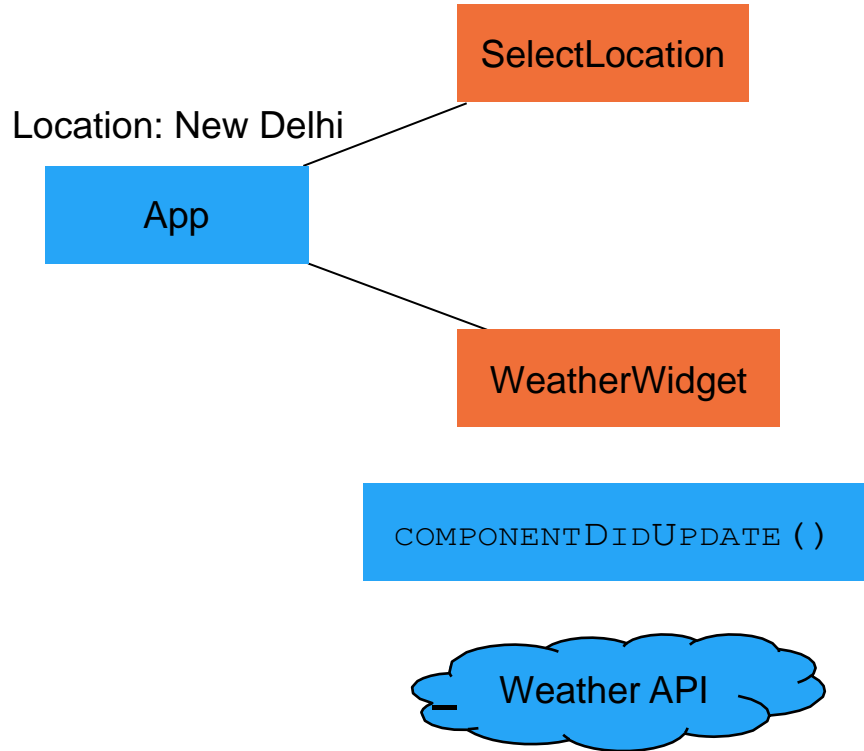 SelectLocation
Location: New Delhi
App
WeatherWidget
COMPONENTDIDUPDATE()
Weather API